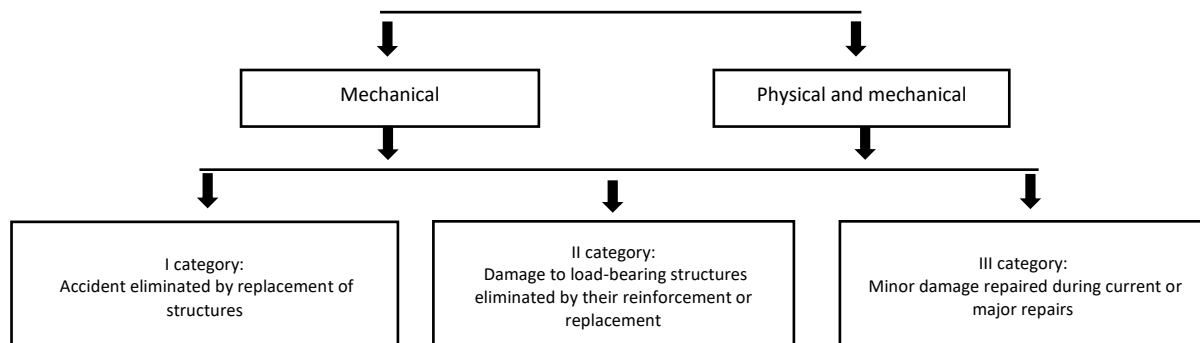 Mechanical
Physical and mechanical
I category:
Accident eliminated by replacement of
structures
II category:
Damage to load-bearing structures
eliminated by their reinforcement or
replacement
III category:
Minor damage repaired during current or
major repairs